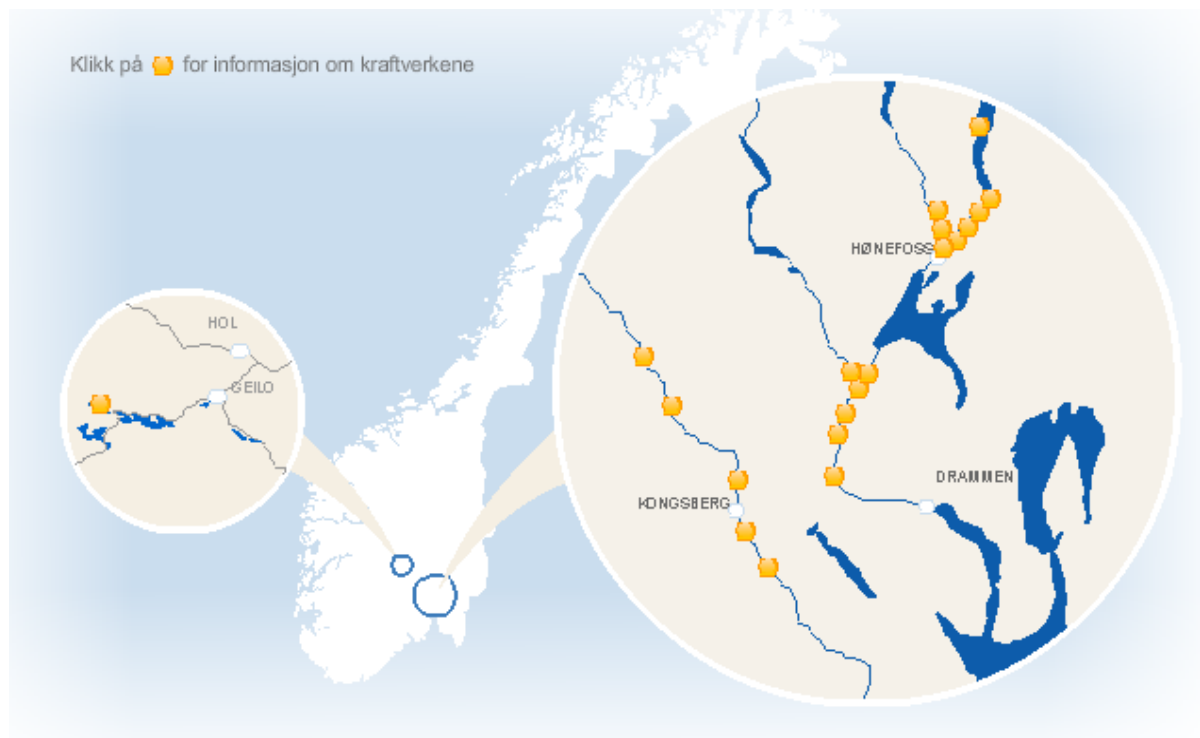 Klikk på for informasjon om kraftverkene
HØNEFOSS
HOL
GEILO
DRAMMEN
KONGSBERG